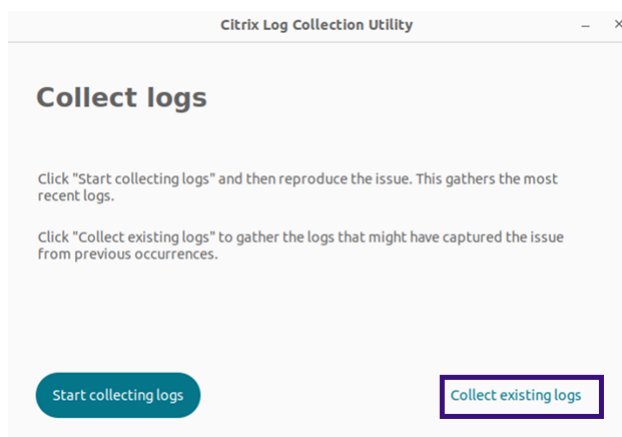 Citrix Log Collection Utility
Collect logs
Click "Start collecting logs" and then reproduce the issue. This gathers the most
recent logs.
Click "Collect existing logs" to gather the logs that might have captured the issue
from previous occurrences.
Start collecting logs
Collect existing logs